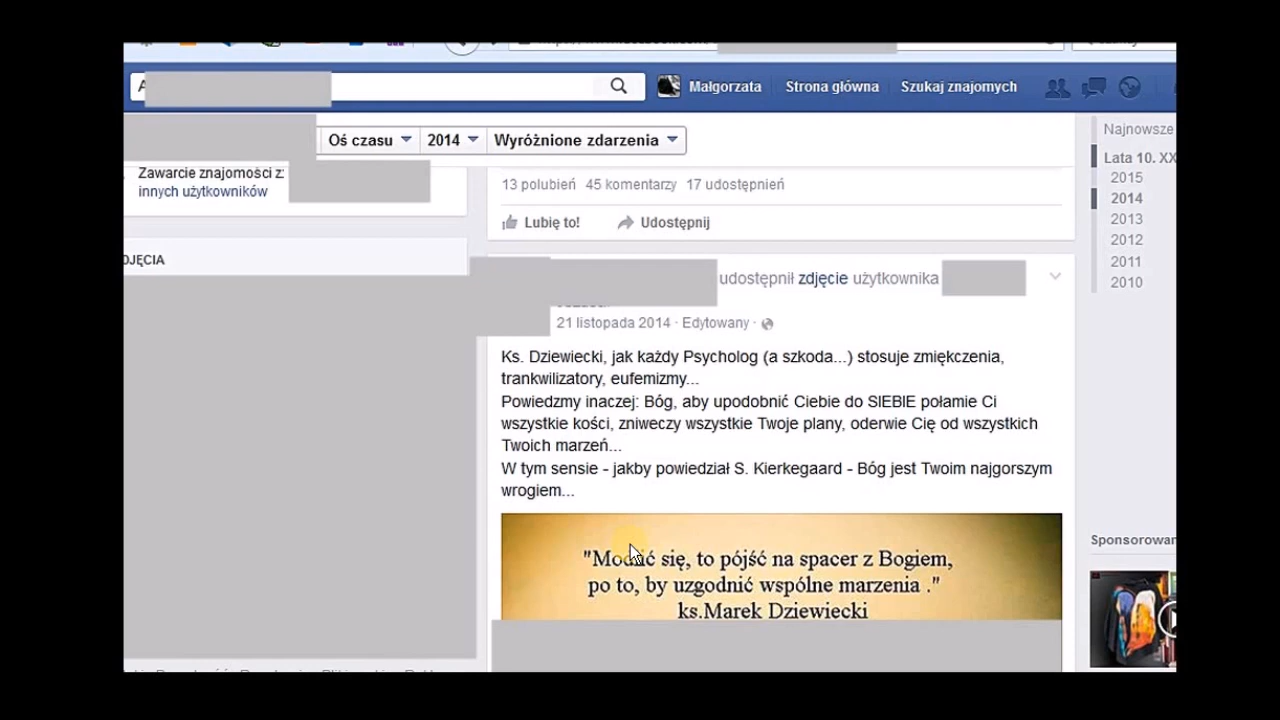 A
Małgorzata
Strona główna
Szukaj znajomych
Oś czasu
2014
Wyróżnione zdarzenia
Zawarcie znajomości z:
innych użytkowników
DJĘCIA
13 polubień 45 komentarzy 17 udostępnień
Lubię to!
Udostępnij
udostępnił zdjęcie użytkownika
21 listopada 2014 · Edytowany ·
Ks. Dziewiecki, jak każdy Psycholog (a szkoda...) stosuje zmiękczenia,
trankwilizatory, eufemizmy...
Powiedzmy inaczej: Bóg, aby upodobnić Ciebie do SIEBIE połamie Ci
wszystkie kości, zniweczy wszystkie Twoje plany, oderwie Cię od wszystkich
Twoich marzeń...
W tym sensie - jakby powiedział S. Kierkegaard - Bóg jest Twoim najgorszym
wrogiem...
"Modlić się, to pójść na spacer z Bogiem,
po to, by uzgodnić wspólne marzenia ."
ks.Marek Dziewiecki
Najnowsze
Lata 10. XX
2015
2014
2013
2012
2011
2010
Sponsorowan